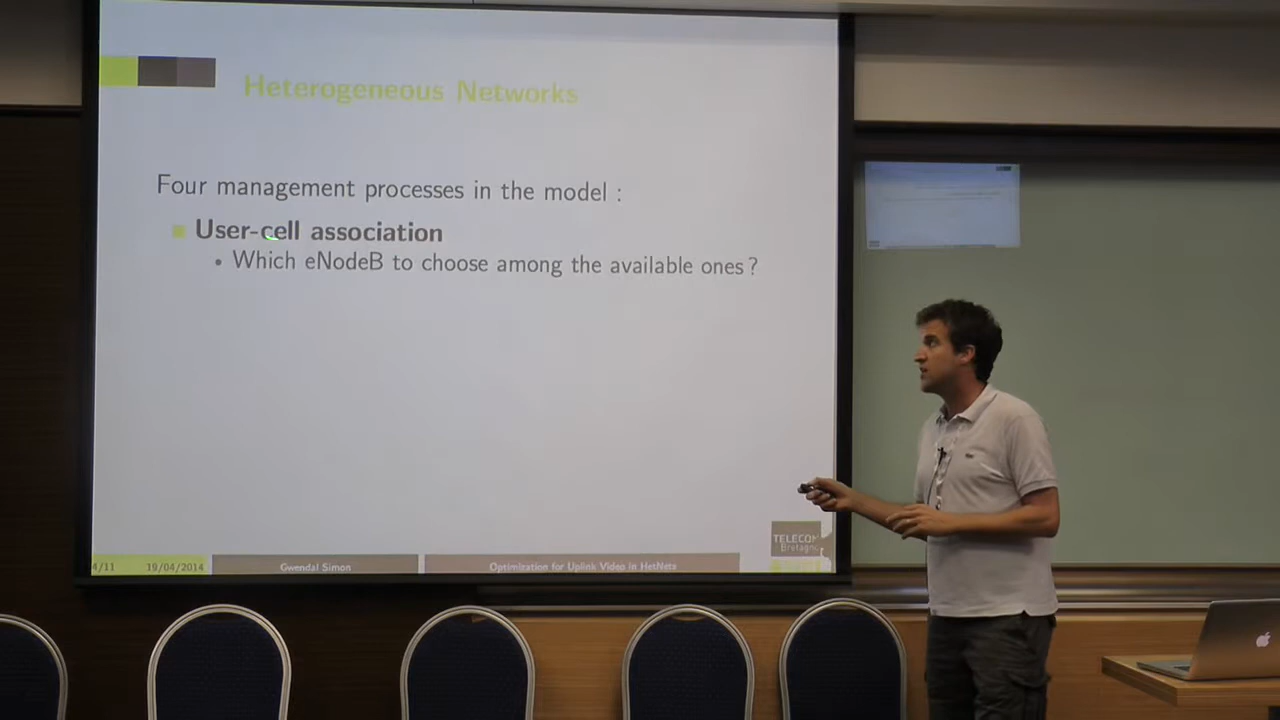 Heterogeneous Networks
Four management processes in the model :
User-cell association
• Which eNodeB to choose among the available ones ?
TELECOM
Bretagne
4/11
19/04/2014
Gwendal Simon
Optimization for Uplink Video in HetNets